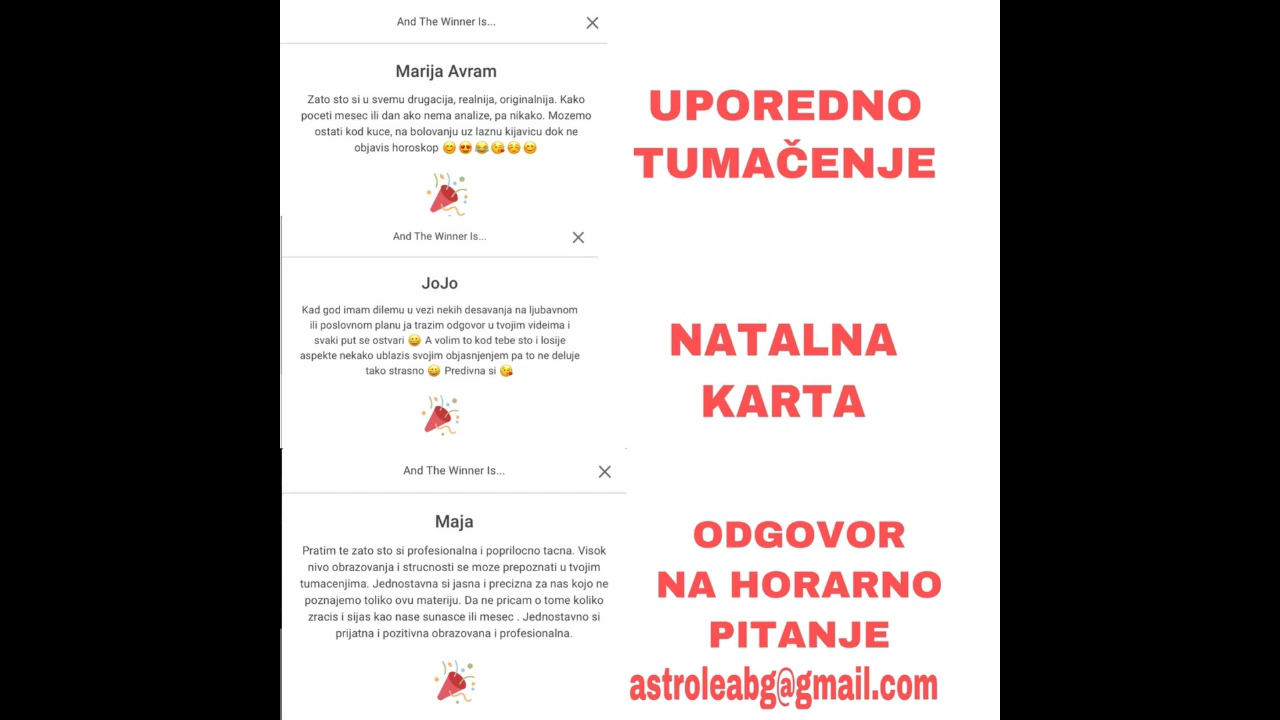 And The Winner Is...
Marija Avram
Zato sto si u svemu drugacija, realnija, originalnija. Kako
poceti mesec ili dan ako nema analize, pa nikako. Mozemo
ostati kod kuce, na bolovanju uz laznu kijavicu dok ne
objavis horoskop 😊😍😂😘☺️😊
UPOREDNO
TUMAČENJE
And The Winner Is...
JoJo
Kad god imam dilemu u vezi nekih desavanja na ljubavnom
ili poslovnom planu ja trazim odgovor u tvojim videima i
svaki put se ostvari 😀 A volim to kod tebe sto i losije
aspekte nekako ublazis svojim objasnjenjem pa to ne deluje
tako strasno 😀 Predivna si 😘
NATALNA
KARTA
And The Winner Is...
Maja
Pratim te zato sto si profesionalna i poprilocno tacna. Visok
nivo obrazovanja i strucnosti se moze prepoznati u tvojim
tumacenjima. Jednostavna si jasna i precizna za nas kojo ne
poznajemo toliko ovu materiju. Da ne pricam o tome koliko
zracis i sijas kao nase sunasce ili mesec . Jednostavno si
prijatna i pozitivna obrazovana i profesionalna.
ODGOVOR
NA HORARNO
PITANJE
astroleabg@gmail.com